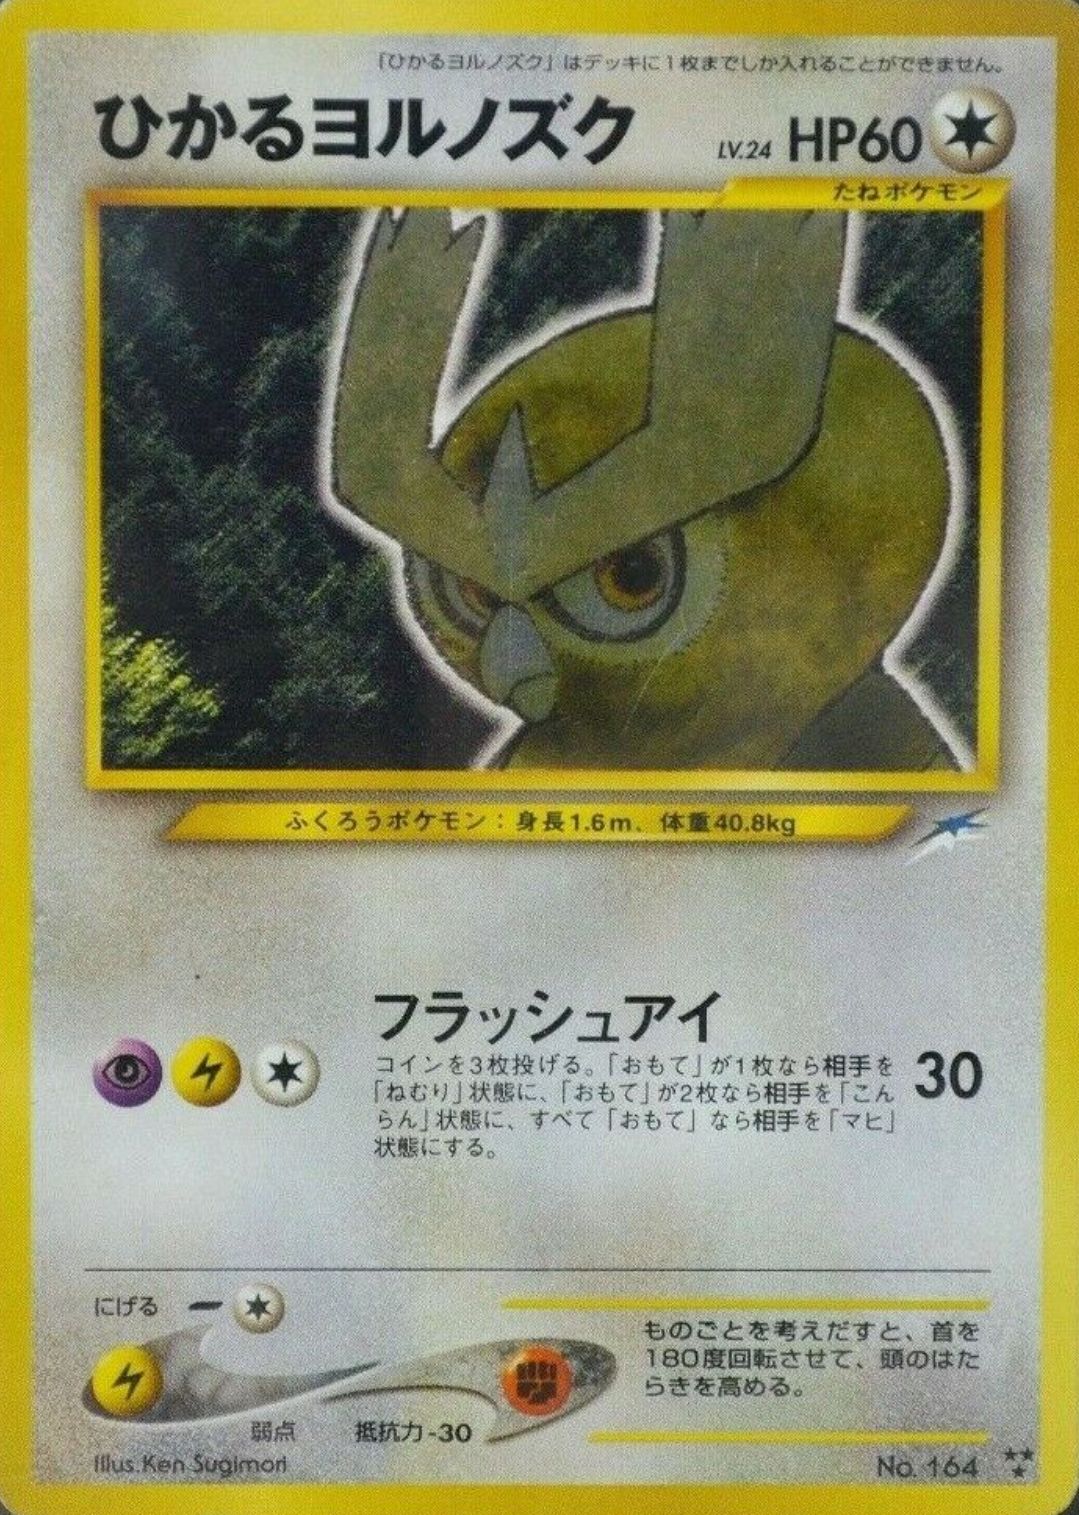 「ひかるヨルノズク」はデッキに1枚までしか入れることができません。
ひかるヨルノズク LV.24 HP60
たねポケモン
ふくろうポケモン：身長1.6m、体重40.8kg
フラッシュアイ
コインを3枚投げる。「おもて」が1枚なら相手を
「ねむり」状態に、「おもて」が2枚なら相手を「こん
らん」状態に、すべて「おもて」なら相手を「マヒ」
状態にする。
30
にげる
弱点 抵抗力-30
ものごとを考えだすと、首を
180度回転させて、頭のはた
らきを高める。
Illus.Ken Sugimori
No. 164